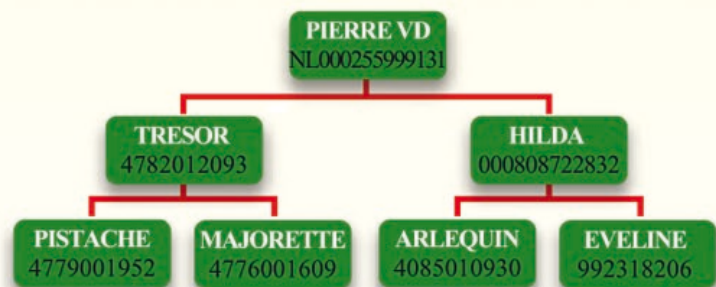 PIERRE VD
NL000255999131
TRESOR
4782012093
HILDA
000808722832
PISTACHE
4779001952
MAJORETTE
4776001609
ARLEQUIN
4085010930
EVELINE
992318206